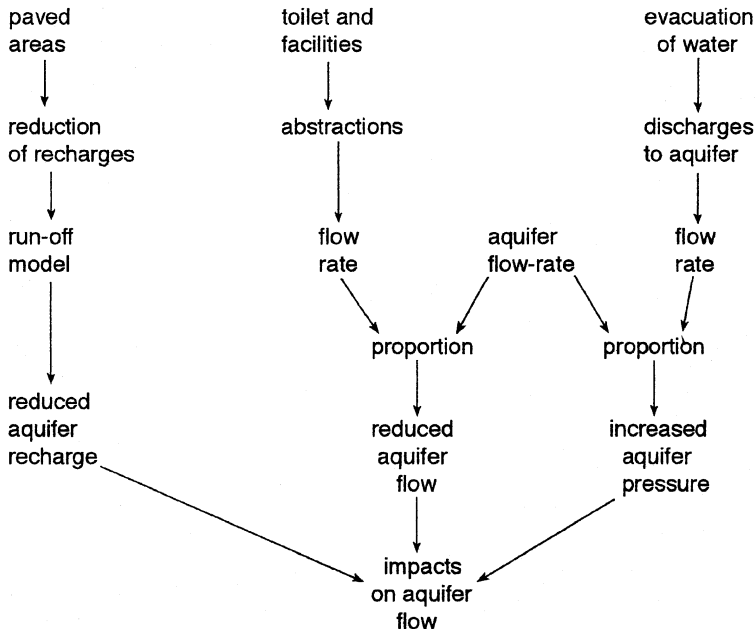 paved
areas
toilet and
facilities
evacuation
of water
reduction
of recharges
abstractions
discharges
to aquifer
run-off
model
flow
rate
aquifer
flow-rate
flow
rate
proportion
proportion
reduced
aquifer
recharge
reduced
aquifer
flow
increased
aquifer
pressure
impacts
on aquifer
flow